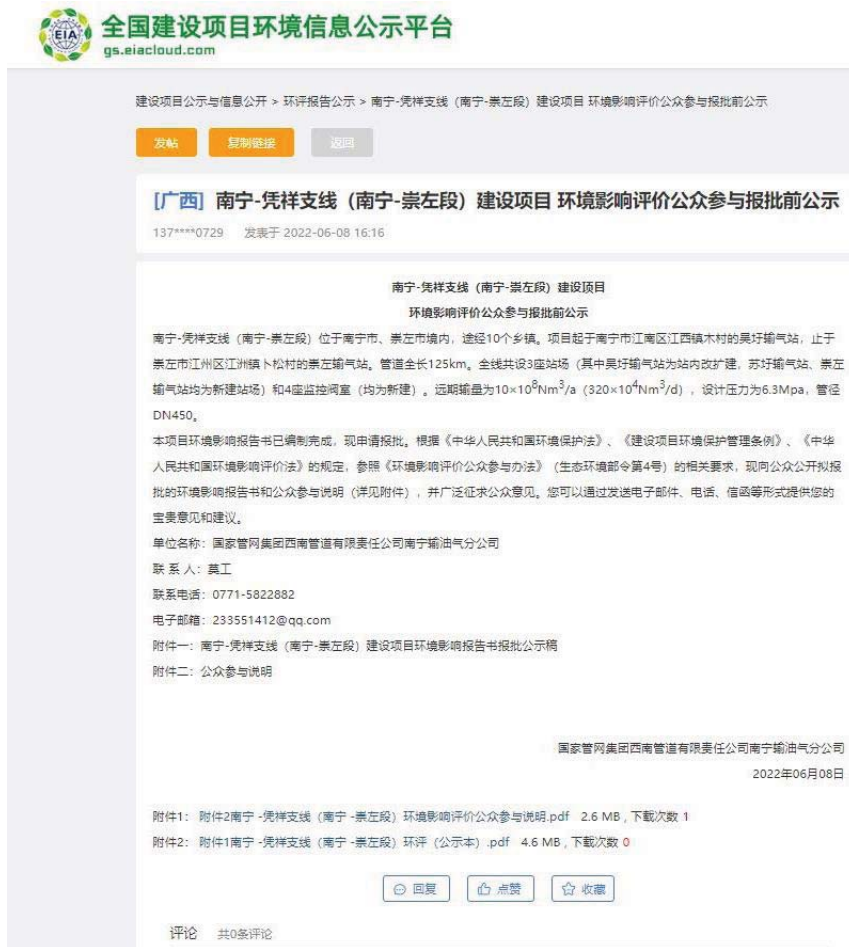 EIA
全国建设项目环境信息公示平台
gs.eiacloud.com
建设项目公示与信息公开 > 环评报告公示 > 南宁-凭祥支线（南宁-崇左段）建设项目 环境影响评价公众参与报批前公示
发帖 复制链接 返回
[广西] 南宁-凭祥支线（南宁-崇左段）建设项目 环境影响评价公众参与报批前公示
137****0729 发表于 2022-06-08 16:16
南宁-凭祥支线（南宁-崇左段）建设项目
环境影响评价公众参与报批前公示
南宁-凭祥支线（南宁-崇左段）位于南宁市、崇左市境内，途经10个乡镇。项目起于南宁市江南区江西镇木村的吴圩输气站，止于
崇左市江州区江洲镇卜松村的崇左输气站。管道全长125km。全线共设3座站场（其中吴圩输气站为站内改扩建，苏圩输气站、崇左
输气站均为新建站场）和4座监控阀室（均为新建）。远期输量为10×10⁸Nm³/a（320×10⁴Nm³/d），设计压力为6.3Mpa，管径
DN450。
本项目环境影响报告书已编制完成，现申请报批。根据《中华人民共和国环境保护法》、《建设项目环境保护管理条例》、《中华
人民共和国环境影响评价法》的规定，参照《环境影响评价公众参与办法》（生态环境部令第4号）的相关要求，现向公众公开拟报
批的环境影响报告书和公众参与说明（详见附件），并广泛征求公众意见。您可以通过发送电子邮件、电话、信函等形式提供您的
宝贵意见和建议。
单位名称：国家管网集团西南管道有限责任公司南宁输油气分公司
联 系 人：莫工
联系电话：0771-5822882
电子邮箱：233551412@qq.com
附件一：南宁-凭祥支线（南宁-崇左段）建设项目环境影响报告书报批公示稿
附件二：公众参与说明
国家管网集团西南管道有限责任公司南宁输油气分公司
2022年06月08日
附件1： 附件2南宁 -凭祥支线（南宁 -崇左段）环境影响评价公众参与说明.pdf 2.6 MB , 下载次数 1
附件2： 附件1南宁 -凭祥支线（南宁 -崇左段）环评（公示本）.pdf 4.6 MB , 下载次数 0
回复 点赞 收藏
评论 共0条评论